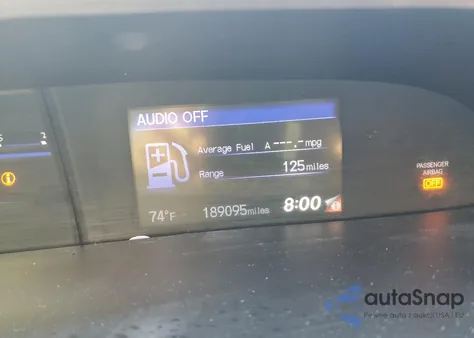 AUDIO OFF
Average Fuel A ---.- mpg
Range 125 miles
PASSENGER
AIRBAG
OFF
74°F 189095 miles 8:00
autoSnap